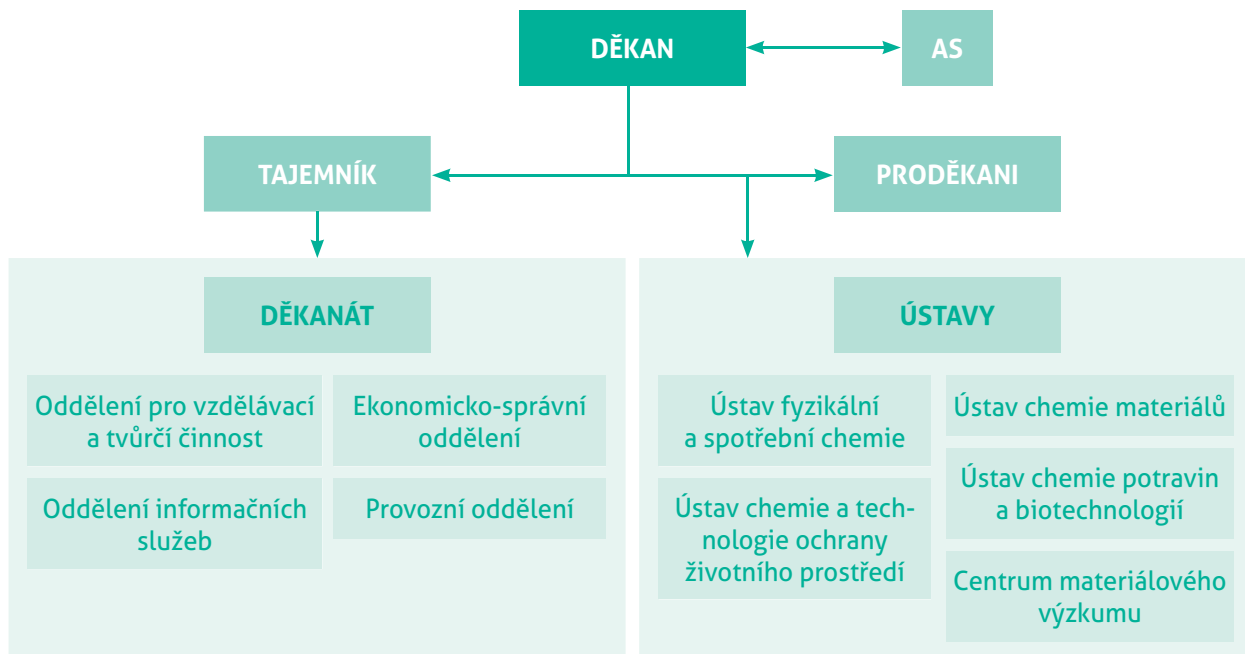 DĚKAN
AS
TAJEMNÍK
PRODĚKANI
DĚKANÁT
Oddělení pro vzdělávací
a tvůrčí činnost
Ekonomicko-správní
oddělení
Oddělení informačních
služeb
Provozní oddělení
ÚSTAVY
Ústav fyzikální
a spotřební chemie
Ústav chemie a tech-
nologie ochrany
životního prostředí
Ústav chemie materiálů
Ústav chemie potravin
a biotechnologií
Centrum materiálového
výzkumu